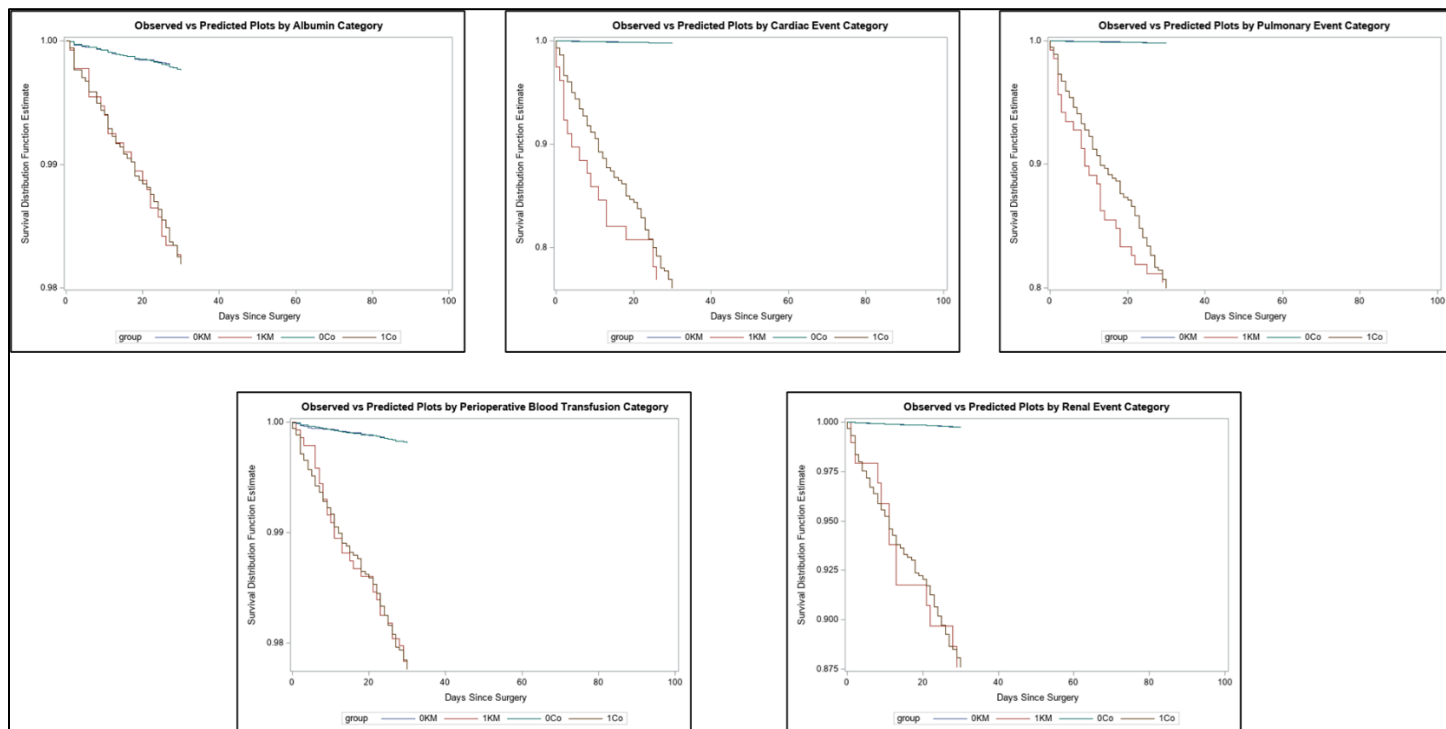 Observed vs Predicted Plots by Albumin Category
Survival Distribution Function Estimate
1.00
0.99
0.98
0 20 40 60 80 100
Days Since Surgery
group 0KM 1KM 0Co 1Co
Observed vs Predicted Plots by Cardiac Event Category
Survival Distribution Function Estimate
1.0
0.9
0.8
0 20 40 60 80 100
Days Since Surgery
group 0KM 1KM 0Co 1Co
Observed vs Predicted Plots by Pulmonary Event Category
Survival Distribution Function Estimate
1.0
0.9
0.8
0 20 40 60 80 100
Days Since Surgery
group 0KM 1KM 0Co 1Co
Observed vs Predicted Plots by Perioperative Blood Transfusion Category
Survival Distribution Function Estimate
1.00
0.99
0.98
0 20 40 60 80 100
Days Since Surgery
group 0KM 1KM 0Co 1Co
Observed vs Predicted Plots by Renal Event Category
Survival Distribution Function Estimate
1.000
0.975
0.950
0.925
0.900
0.875
0 20 40 60 80 100
Days Since Surgery
group 0KM 1KM 0Co 1Co